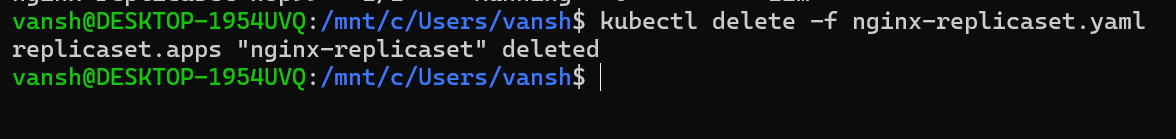 vansh@DESKTOP-1954UVQ:/mnt/c/Users/vansh$ kubectl delete -f nginx-replicaset.yaml
replicaset.apps "nginx-replicaset" deleted
vansh@DESKTOP-1954UVQ:/mnt/c/Users/vansh$